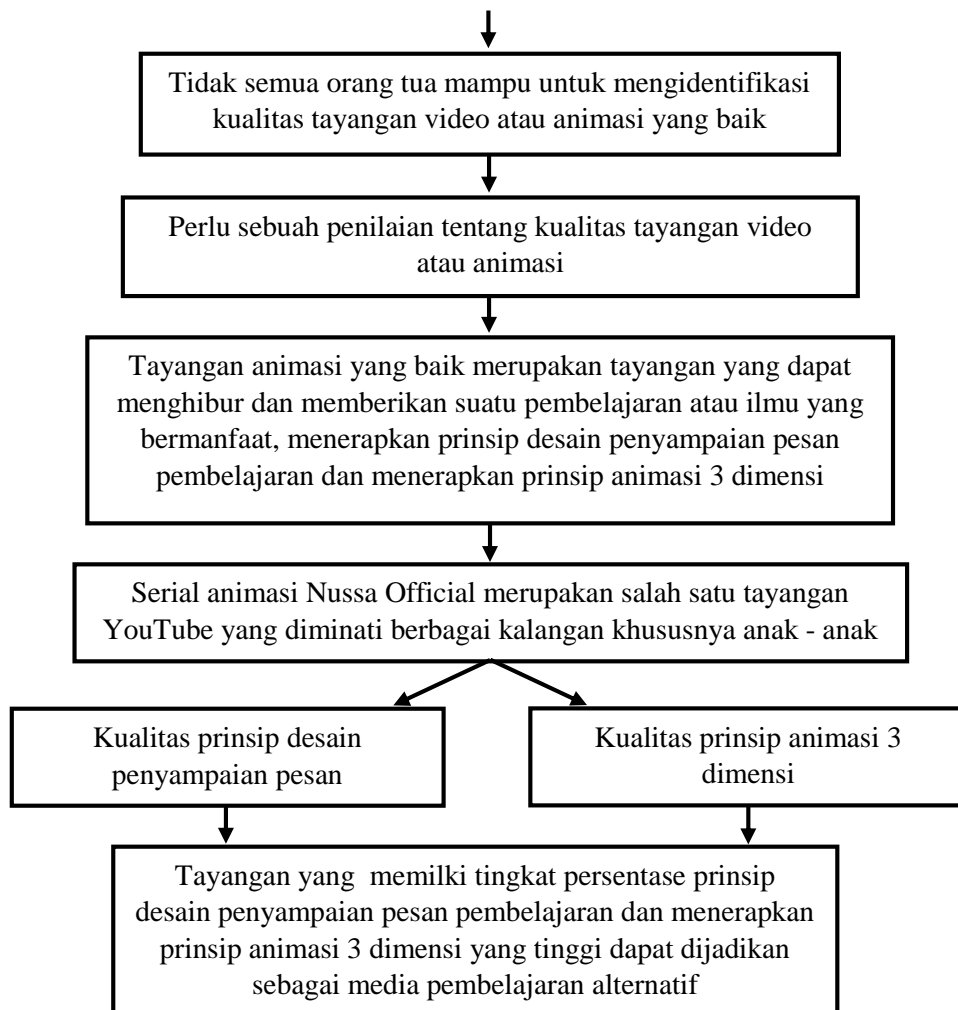 Tidak semua orang tua mampu untuk mengidentifikasi
kualitas tayangan video atau animasi yang baik
Perlu sebuah penilaian tentang kualitas tayangan video
atau animasi
Tayangan animasi yang baik merupakan tayangan yang dapat
menghibur dan memberikan suatu pembelajaran atau ilmu yang
bermanfaat, menerapkan prinsip desain penyampaian pesan
pembelajaran dan menerapkan prinsip animasi 3 dimensi
Serial animasi Nussa Official merupakan salah satu tayangan
YouTube yang diminati berbagai kalangan khususnya anak - anak
Kualitas prinsip desain
penyampaian pesan
Kualitas prinsip animasi 3
dimensi
Tayangan yang memilki tingkat persentase prinsip
desain penyampaian pesan pembelajaran dan menerapkan
prinsip animasi 3 dimensi yang tinggi dapat dijadikan
sebagai media pembelajaran alternatif